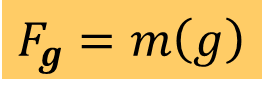 F_g = m(g)